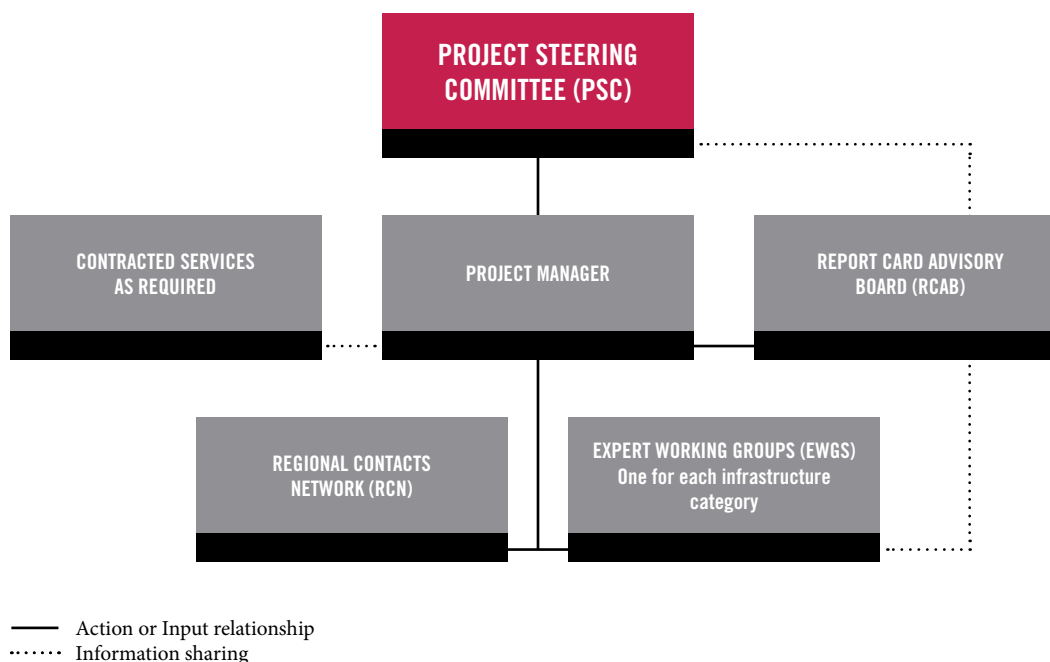 PROJECT STEERING
COMMITTEE (PSC)
CONTRACTED SERVICES
AS REQUIRED
PROJECT MANAGER
REPORT CARD ADVISORY
BOARD (RCAB)
REGIONAL CONTACTS
NETWORK (RCN)
EXPERT WORKING GROUPS (EWGS)
One for each infrastructure
category
Action or Input relationship
Information sharing